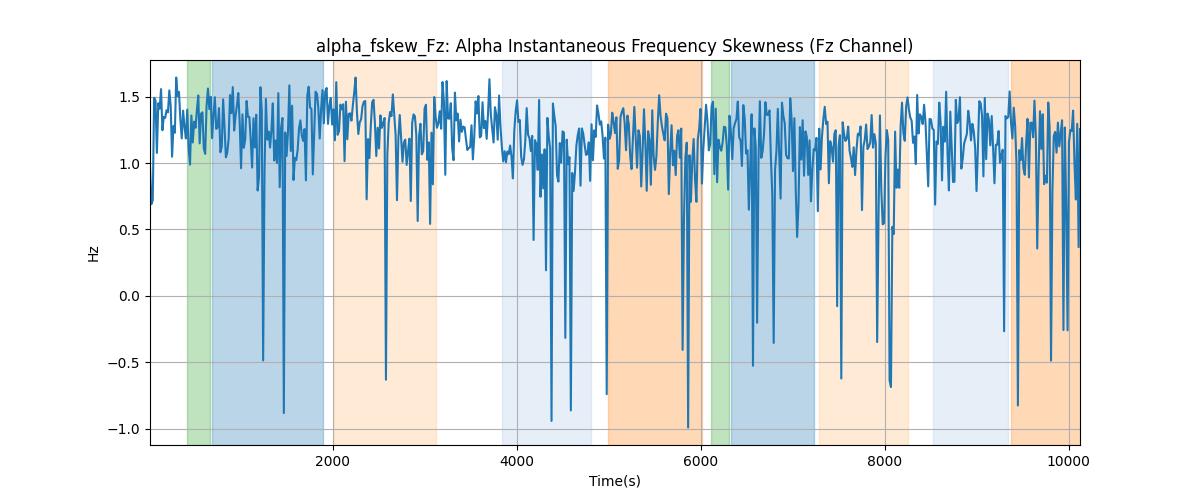 alpha_fskew_Fz: Alpha Instantaneous Frequency Skewness (Fz Channel)
1.5
1.0
0.5
0.0
−0.5
−1.0
Hz
2000 4000 6000 8000 10000
Time(s)